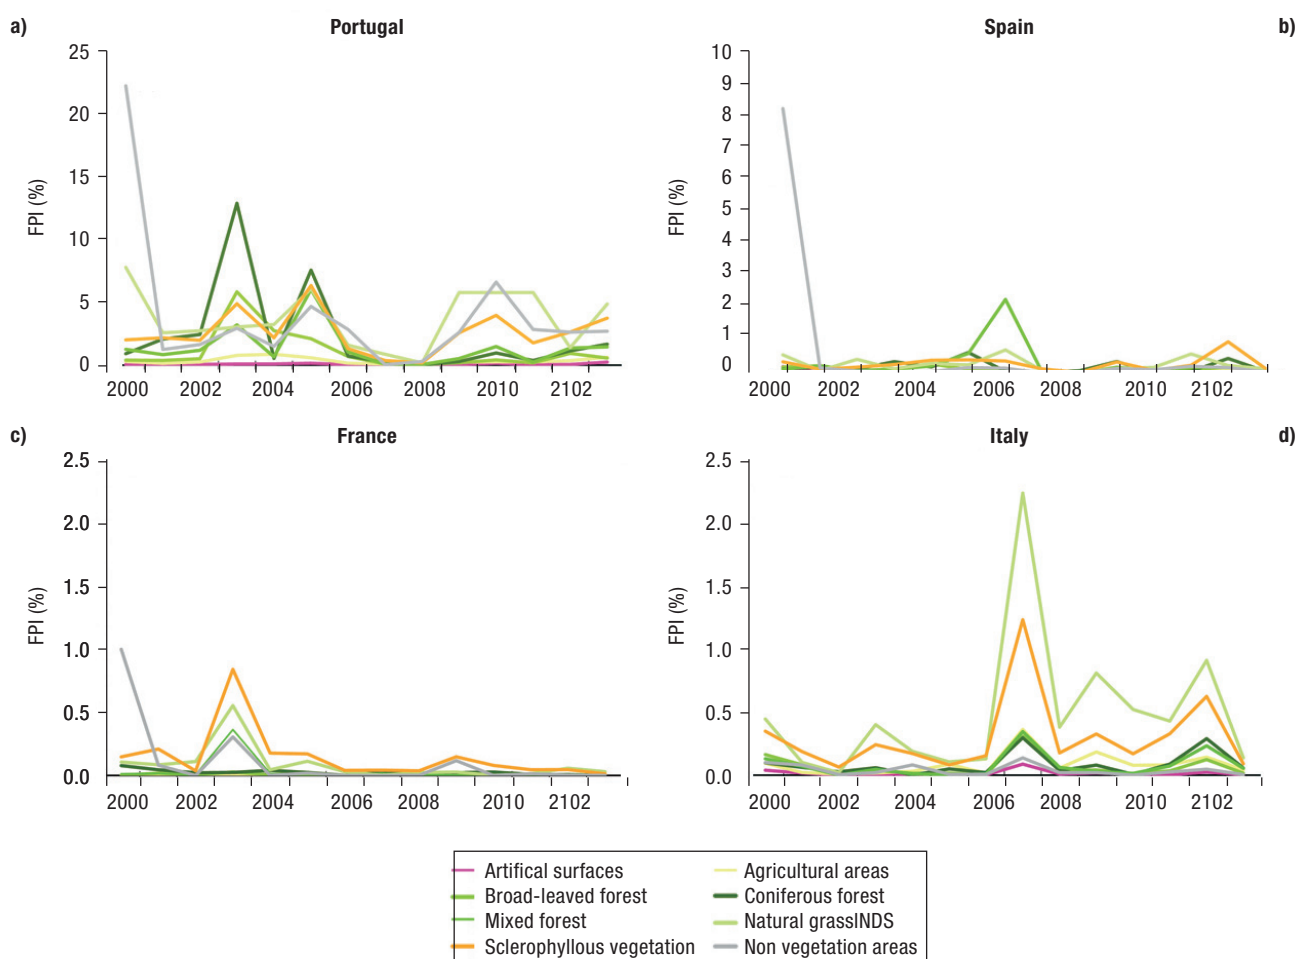 a) Portugal
25
20
15
10
5
0
FPI (%)
2000 2002 2004 2006 2008 2010 2102
Spain b)
10
9
8
7
6
5
4
3
2
1
0
FPI (%)
2000 2002 2004 2006 2008 2010 2102
c) France
2.5
2.0
1.5
1.0
0.5
0.0
FPI (%)
2000 2002 2004 2006 2008 2010 2102
Italy d)
2.5
2.0
1.5
1.0
0.5
0.0
FPI (%)
2000 2002 2004 2006 2008 2010 2102
Artifical surfaces Agricultural areas
Broad-leaved forest Coniferous forest
Mixed forest Natural grasslNDS
Sclerophyllous vegetation Non vegetation areas